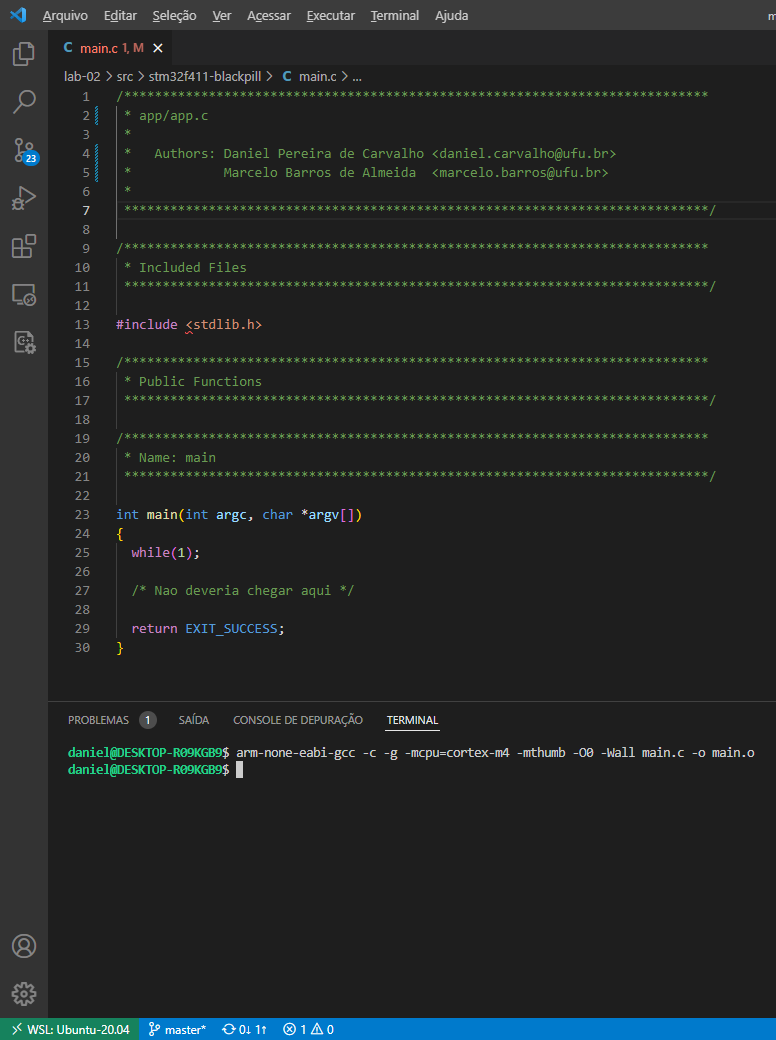 Arquivo Editar Seleção Ver Acessar Executar Terminal Ajuda
C main.c 1, M
lab-02 > src > stm32f411-blackpill > C main.c > ...
1 /****************************************************************************
2 * app/app.c
3 *
4 *   Authors: Daniel Pereira de Carvalho <daniel.carvalho@ufu.br>
5 *            Marcelo Barros de Almeida  <marcelo.barros@ufu.br>
6 *
7 ****************************************************************************/
8
9 /****************************************************************************
10 * Included Files
11 ****************************************************************************/
12
13 #include <stdlib.h>
14
15 /****************************************************************************
16 * Public Functions
17 ****************************************************************************/
18
19 /****************************************************************************
20 * Name: main
21 ****************************************************************************/
22
23 int main(int argc, char *argv[])
24 {
25   while(1);
26
27   /* Nao deveria chegar aqui */
28
29   return EXIT_SUCCESS;
30 }
23
PROBLEMAS 1 SAÍDA CONSOLE DE DEPURAÇÃO TERMINAL
daniel@DESKTOP-R09KGB9$ arm-none-eabi-gcc -c -g -mcpu=cortex-m4 -mthumb -O0 -Wall main.c -o main.o
daniel@DESKTOP-R09KGB9$
WSL: Ubuntu-20.04 master* 0↓ 1↑ 1 0